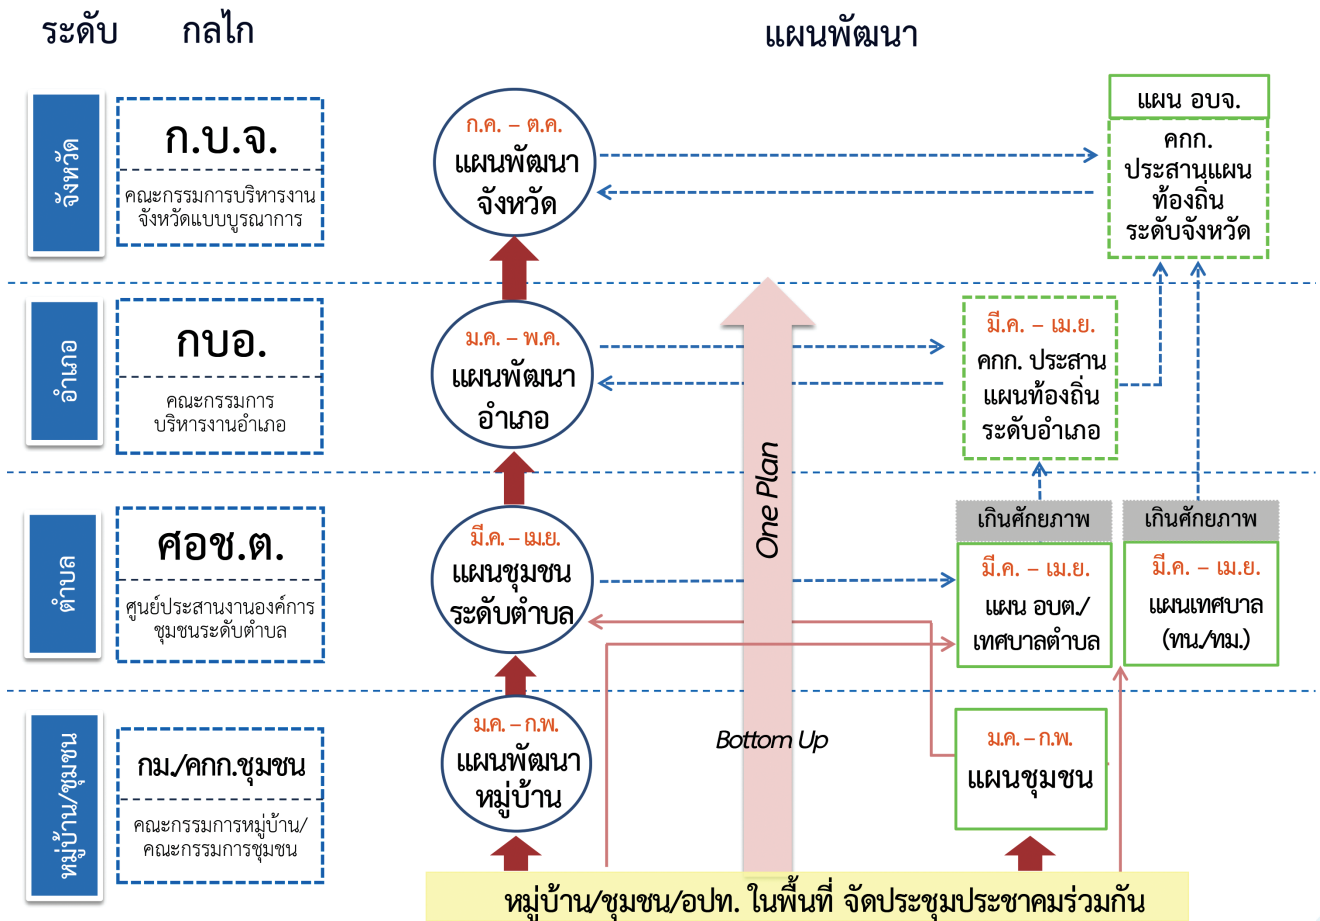 ระดับ กลไก แผนพัฒนา
จังหวัด
ก.บ.จ.
คณะกรรมการบริหารงาน
จังหวัดแบบบูรณาการ
ก.ค. – ต.ค.
แผนพัฒนา
จังหวัด
แผน อบจ.
คกก.
ประสานแผน
ท้องถิ่น
ระดับจังหวัด
อำเภอ
กบอ.
คณะกรรมการ
บริหารงานอำเภอ
ม.ค. – พ.ค.
แผนพัฒนา
อำเภอ
มี.ค. – เม.ย.
คกก. ประสาน
แผนท้องถิ่น
ระดับอำเภอ
One Plan
ตำบล
ศอช.ต.
ศูนย์ประสานงานองค์การ
ชุมชนระดับตำบล
มี.ค. – เม.ย.
แผนชุมชน
ระดับตำบล
เกินศักยภาพ
มี.ค. – เม.ย.
แผน อบต./
เทศบาลตำบล
เกินศักยภาพ
มี.ค. – เม.ย.
แผนเทศบาล
(ทน./ทม.)
หมู่บ้าน/ชุมชน
กม./คกก.ชุมชน
คณะกรรมการหมู่บ้าน/
คณะกรรมการชุมชน
ม.ค. – ก.พ.
แผนพัฒนา
หมู่บ้าน
Bottom Up
ม.ค. – ก.พ.
แผนชุมชน
หมู่บ้าน/ชุมชน/อปท. ในพื้นที่ จัดประชุมประชาคมร่วมกัน